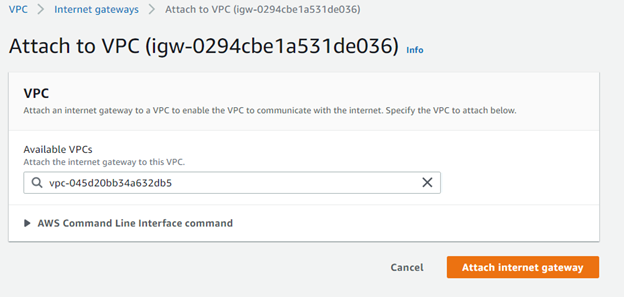 VPC > Internet gateways > Attach to VPC (igw-0294cbe1a531de036)
Attach to VPC (igw-0294cbe1a531de036) Info
VPC
Attach an internet gateway to a VPC to enable the VPC to communicate with the internet. Specify the VPC to attach below.
Available VPCs
Attach the internet gateway to this VPC.
vpc-045d20bb34a632db5
AWS Command Line Interface command
Cancel Attach internet gateway